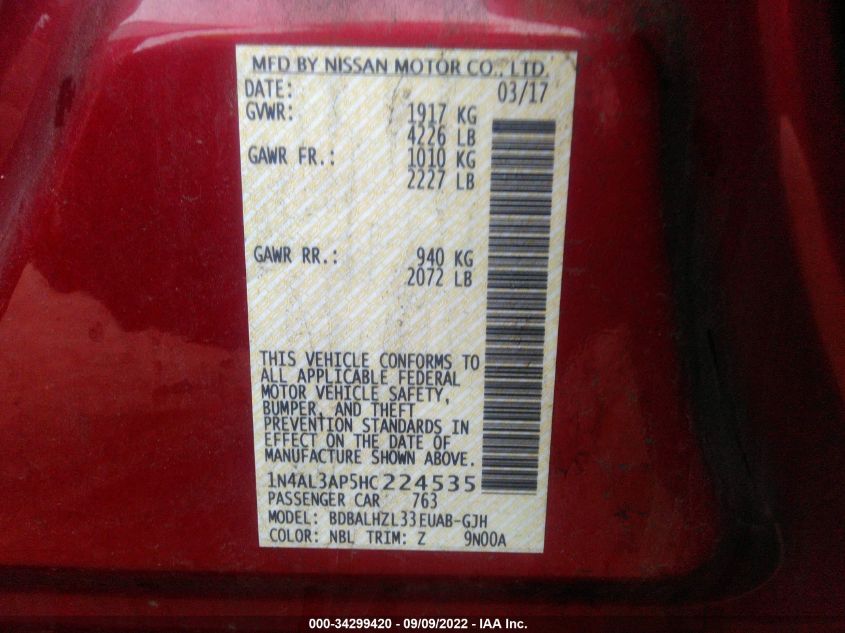 MFD BY NISSAN MOTOR CO., LTD.
DATE: 03/17
GVWR: 1917 KG
4226 LB
GAWR FR.: 1010 KG
2227 LB
GAWR RR.: 940 KG
2072 LB
THIS VEHICLE CONFORMS TO
ALL APPLICABLE FEDERAL
MOTOR VEHICLE SAFETY,
BUMPER, AND THEFT
PREVENTION STANDARDS IN
EFFECT ON THE DATE OF
MANUFACTURE SHOWN ABOVE.
1N4AL3AP5HC224535
PASSENGER CAR 763
MODEL: BDBALHZL33EUAB-GJH
COLOR: NBL TRIM: Z 9N00A
000-34299420 - 09/09/2022 - IAA Inc.